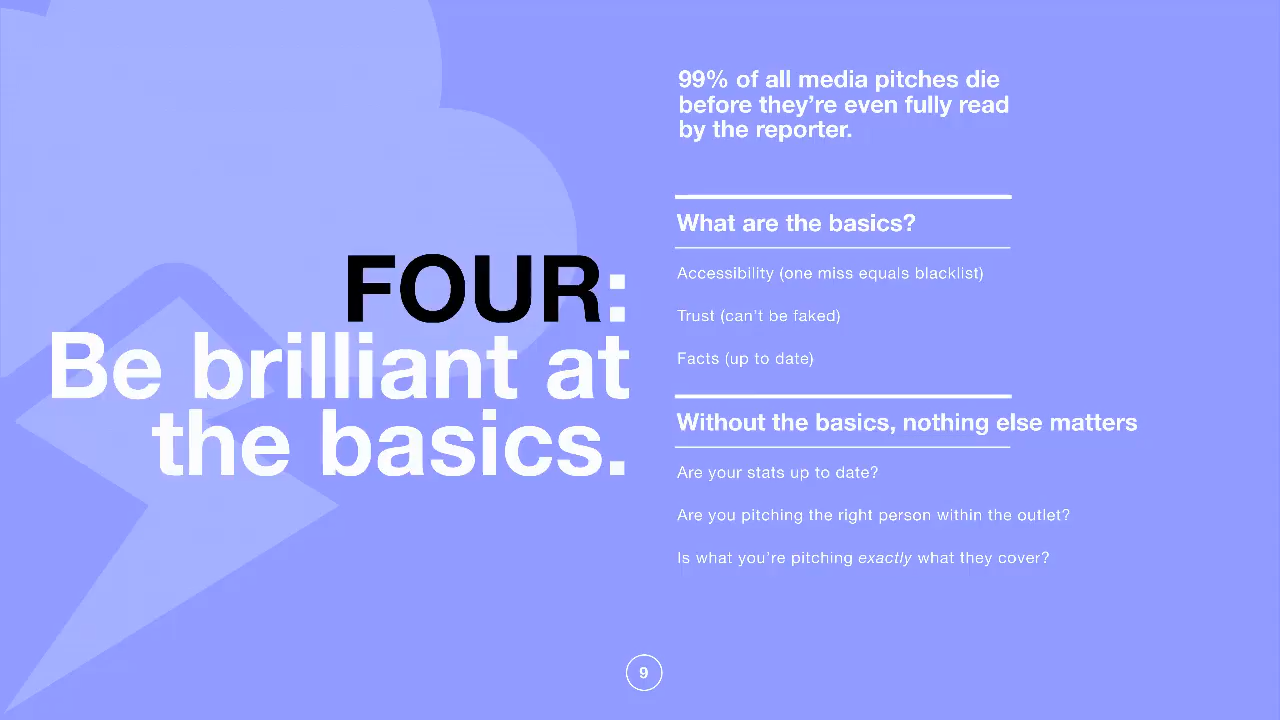 FOUR:
Be brilliant at
the basics.
99% of all media pitches die
before they’re even fully read
by the reporter.
What are the basics?
Accessibility (one miss equals blacklist)
Trust (can't be faked)
Facts (up to date)
Without the basics, nothing else matters
Are your stats up to date?
Are you pitching the right person within the outlet?
Is what you’re pitching exactly what they cover?
9